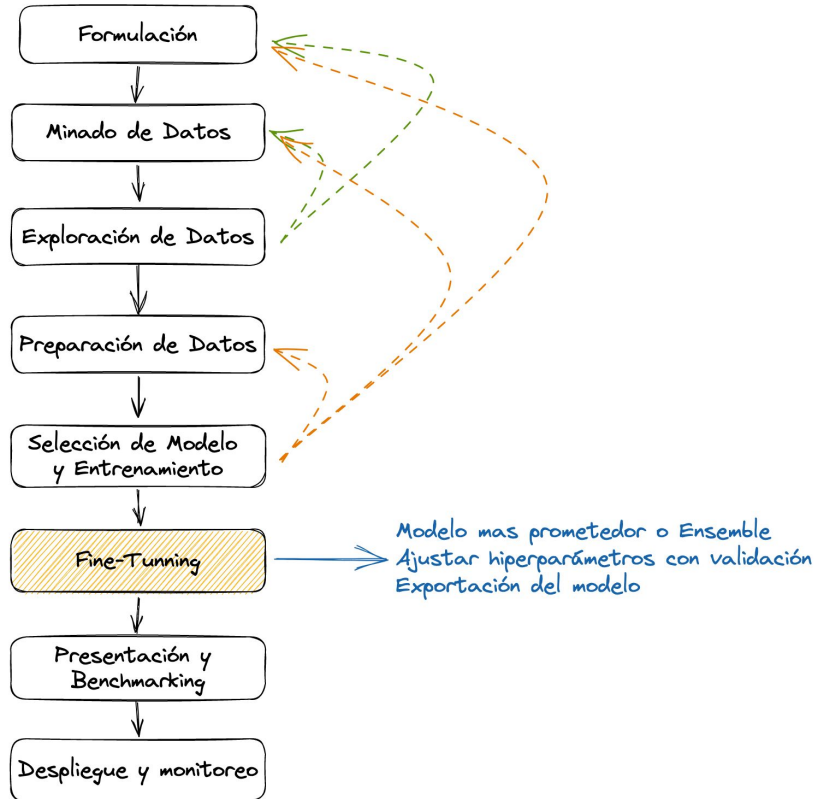 Formulación
Minado de Datos
Exploración de Datos
Preparación de Datos
Selección de Modelo
y Entrenamiento
Fine-Tunning
Modelo mas prometedor o Ensemble
Ajustar hiperparámetros con validación
Exportación del modelo
Presentación y
Benchmarking
Despliegue y monitoreo